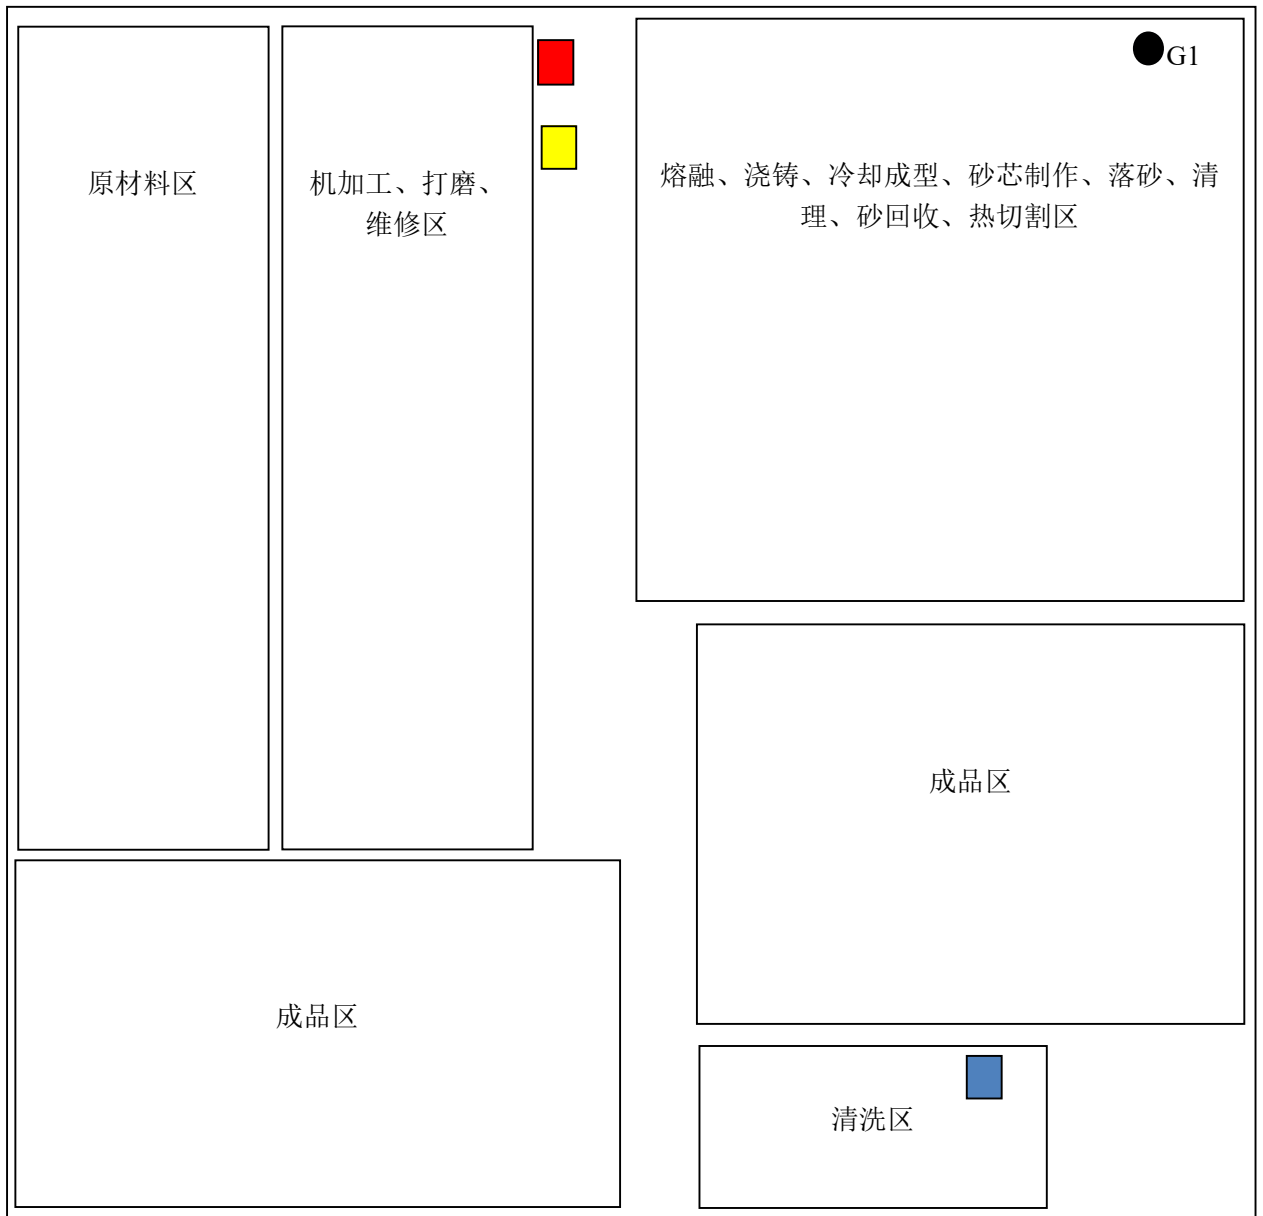 G1
原材料区
机加工、打磨、
维修区
熔融、浇铸、冷却成型、砂芯制作、落砂、清
理、砂回收、热切割区
成品区
成品区
清洗区